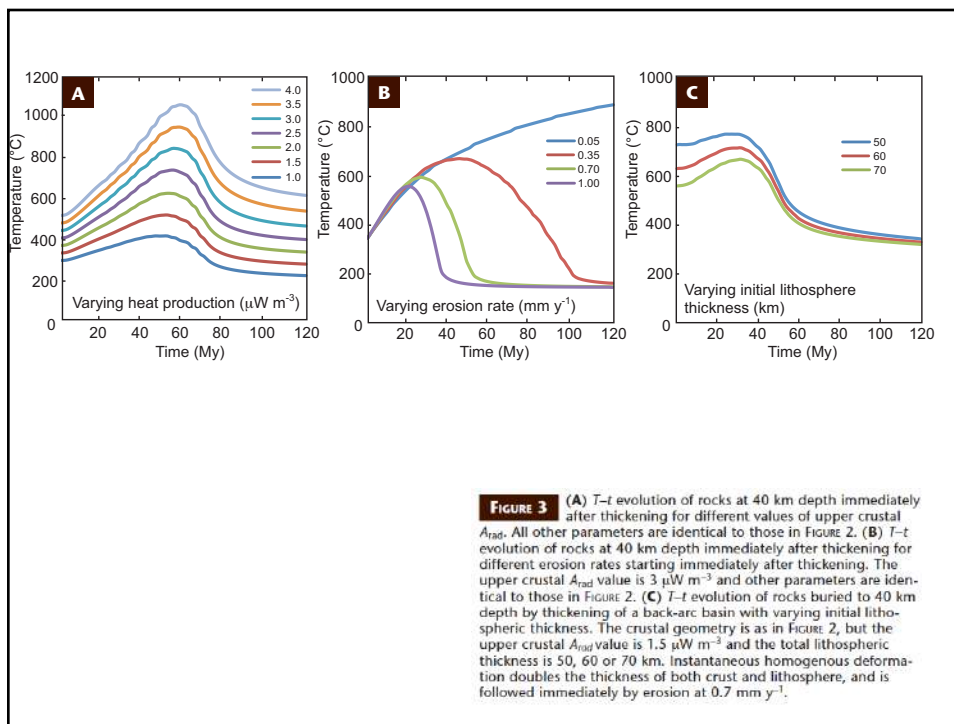 A
1200
1000
800
600
400
200
0
20
40
60
80
100
120
Temperature (°C)
Time (My)
4.0
3.5
3.0
2.5
2.0
1.5
1.0
Varying heat production (μW m-3)
B
1000
800
600
400
200
0
20
40
60
80
100
120
Temperature (°C)
Time (My)
0.05
0.35
0.70
1.00
Varying erosion rate (mm y-1)
C
1000
800
600
400
200
0
20
40
60
80
100
120
Temperature (°C)
Time (My)
50
60
70
Varying initial lithosphere
thickness (km)
FIGURE 3 (A) T–t evolution of rocks at 40 km depth immediately
after thickening for different values of upper crustal
Arad. All other parameters are identical to those in FIGURE 2. (B) T–t
evolution of rocks at 40 km depth immediately after thickening for
different erosion rates starting immediately after thickening. The
upper crustal Arad value is 3 μW m–3 and other parameters are iden-
tical to those in FIGURE 2. (C) T–t evolution of rocks buried to 40 km
depth by thickening of a back-arc basin with varying initial litho-
spheric thickness. The crustal geometry is as in FIGURE 2, but the
upper crustal Arad value is 1.5 μW m–3 and the total lithospheric
thickness is 50, 60 or 70 km. Instantaneous homogenous deforma-
tion doubles the thickness of both crust and lithosphere, and is
followed immediately by erosion at 0.7 mm y–1.